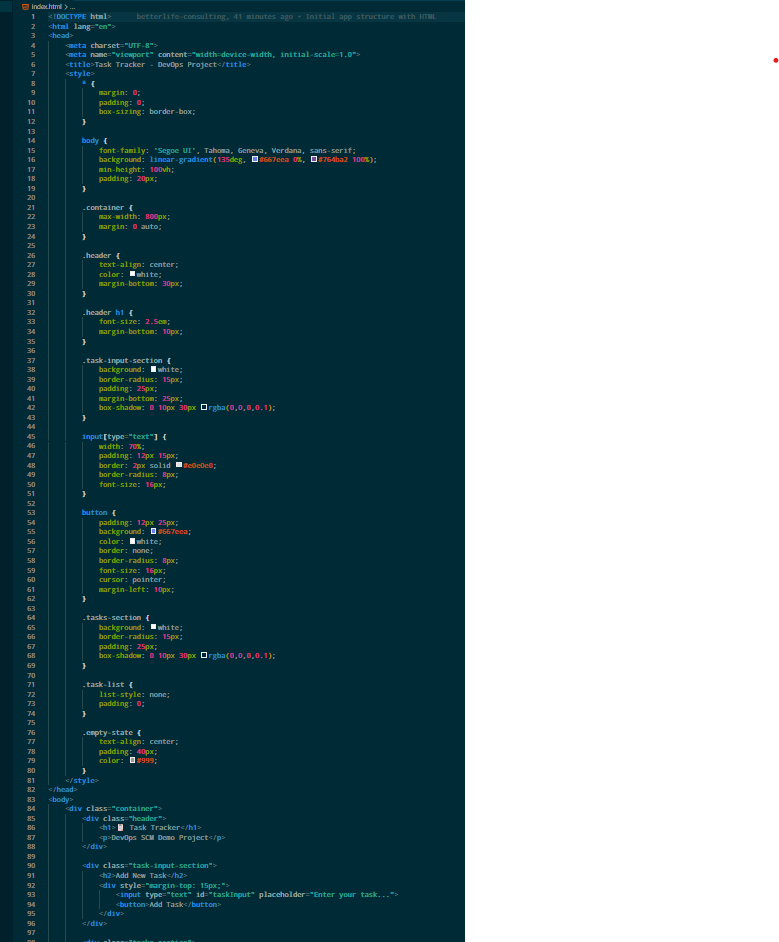 index.html > ...
1 <!DOCTYPE html> betterlife-consulting, 41 minutes ago • Initial app structure with HTML
2 <html lang="en">
3 <head>
4 <meta charset="UTF-8">
5 <meta name="viewport" content="width=device-width, initial-scale=1.0">
6 <title>Task Tracker - DevOps Project</title>
7 <style>
8 * {
9 margin: 0;
10 padding: 0;
11 box-sizing: border-box;
12 }
13
14 body {
15 font-family: 'Segoe UI', Tahoma, Geneva, Verdana, sans-serif;
16 background: linear-gradient(135deg, #667eea 0%, #764ba2 100%);
17 min-height: 100vh;
18 padding: 20px;
19 }
20
21 .container {
22 max-width: 800px;
23 margin: 0 auto;
24 }
25
26 .header {
27 text-align: center;
28 color: white;
29 margin-bottom: 30px;
30 }
31
32 .header h1 {
33 font-size: 2.5em;
34 margin-bottom: 10px;
35 }
36
37 .task-input-section {
38 background: white;
39 border-radius: 15px;
40 padding: 25px;
41 margin-bottom: 25px;
42 box-shadow: 0 10px 30px rgba(0,0,0,0.1);
43 }
44
45 input[type="text"] {
46 width: 70%;
47 padding: 12px 15px;
48 border: 2px solid #e0e0e0;
49 border-radius: 8px;
50 font-size: 16px;
51 }
52
53 button {
54 padding: 12px 25px;
55 background: #667eea;
56 color: white;
57 border: none;
58 border-radius: 8px;
59 font-size: 16px;
60 cursor: pointer;
61 margin-left: 10px;
62 }
63
64 .tasks-section {
65 background: white;
66 border-radius: 15px;
67 padding: 25px;
68 box-shadow: 0 10px 30px rgba(0,0,0,0.1);
69 }
70
71 .task-list {
72 list-style: none;
73 padding: 0;
74 }
75
76 .empty-state {
77 text-align: center;
78 padding: 40px;
79 color: #999;
80 }
81 </style>
82 </head>
83 <body>
84 <div class="container">
85 <div class="header">
86 <h1>📋 Task Tracker</h1>
87 <p>DevOps SCM Demo Project</p>
88 </div>
89
90 <div class="task-input-section">
91 <h2>Add New Task</h2>
92 <div style="margin-top: 15px;">
93 <input type="text" id="taskInput" placeholder="Enter your task...">
94 <button>Add Task</button>
95 </div>
96 </div>
97
98 <div class="tasks-section">